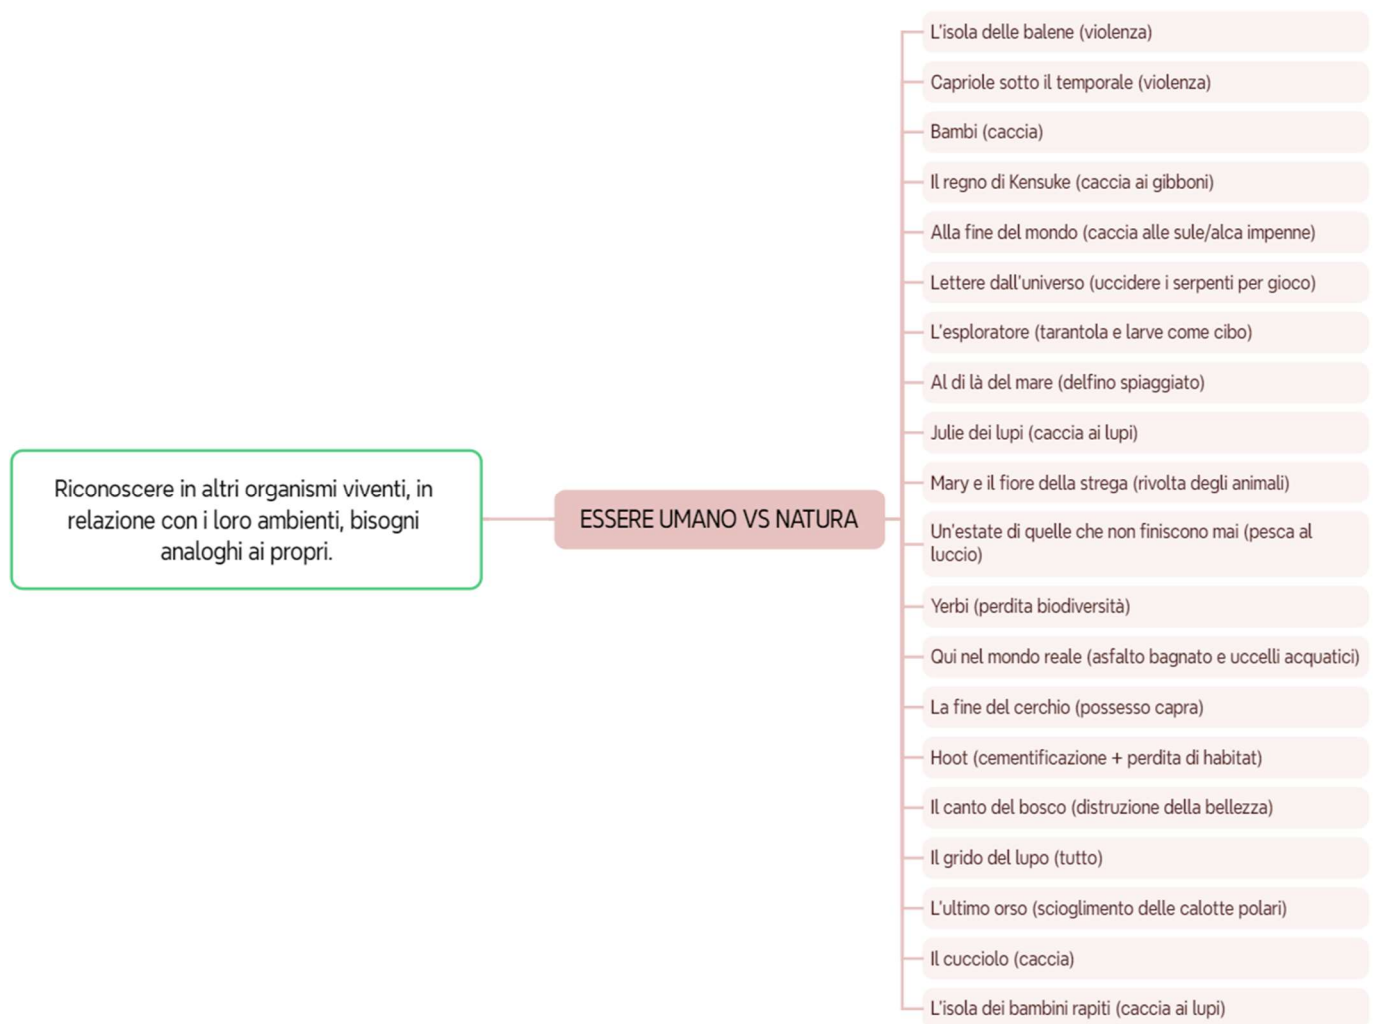 Riconoscere in altri organismi viventi, in
relazione con i loro ambienti, bisogni
analoghi ai propri.
ESSERE UMANO VS NATURA
L'isola delle balene (violenza)
Capriole sotto il temporale (violenza)
Bambi (caccia)
Il regno di Kensuke (caccia ai gibboni)
Alla fine del mondo (caccia alle sule/alca impenne)
Lettere dall'universo (uccidere i serpenti per gioco)
L'esploratore (tarantola e larve come cibo)
Al di là del mare (delfino spiaggiato)
Julie dei lupi (caccia ai lupi)
Mary e il fiore della strega (rivolta degli animali)
Un'estate di quelle che non finiscono mai (pesca al
luccio)
Yerbi (perdita biodiversità)
Qui nel mondo reale (asfalto bagnato e uccelli acquatici)
La fine del cerchio (possesso capra)
Hoot (cementificazione + perdita di habitat)
Il canto del bosco (distruzione della bellezza)
Il grido del lupo (tutto)
L'ultimo orso (scioglimento delle calotte polari)
Il cucciolo (caccia)
L'isola dei bambini rapiti (caccia ai lupi)